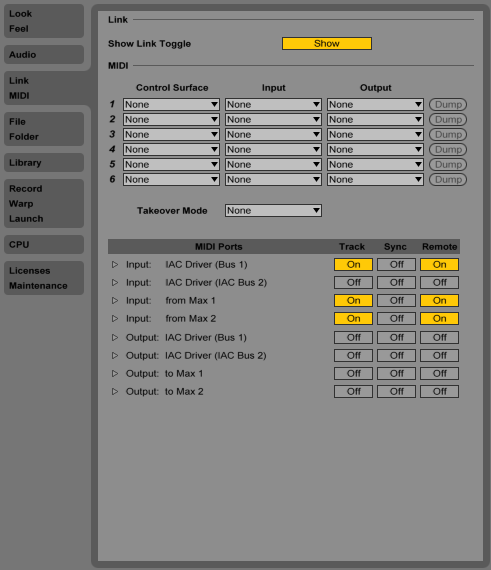 Look
Feel
Audio
Link
MIDI
File
Folder
Library
Record
Warp
Launch
CPU
Licenses
Maintenance
Link
Show Link Toggle Show
MIDI
Control Surface Input Output
1 None None None Dump
2 None None None Dump
3 None None None Dump
4 None None None Dump
5 None None None Dump
6 None None None Dump
Takeover Mode None
MIDI Ports Track Sync Remote
Input: IAC Driver (Bus 1) On Off On
Input: IAC Driver (IAC Bus 2) Off Off Off
Input: from Max 1 On Off On
Input: from Max 2 On Off On
Output: IAC Driver (Bus 1) Off Off Off
Output: IAC Driver (IAC Bus 2) Off Off Off
Output: to Max 1 Off Off Off
Output: to Max 2 Off Off Off